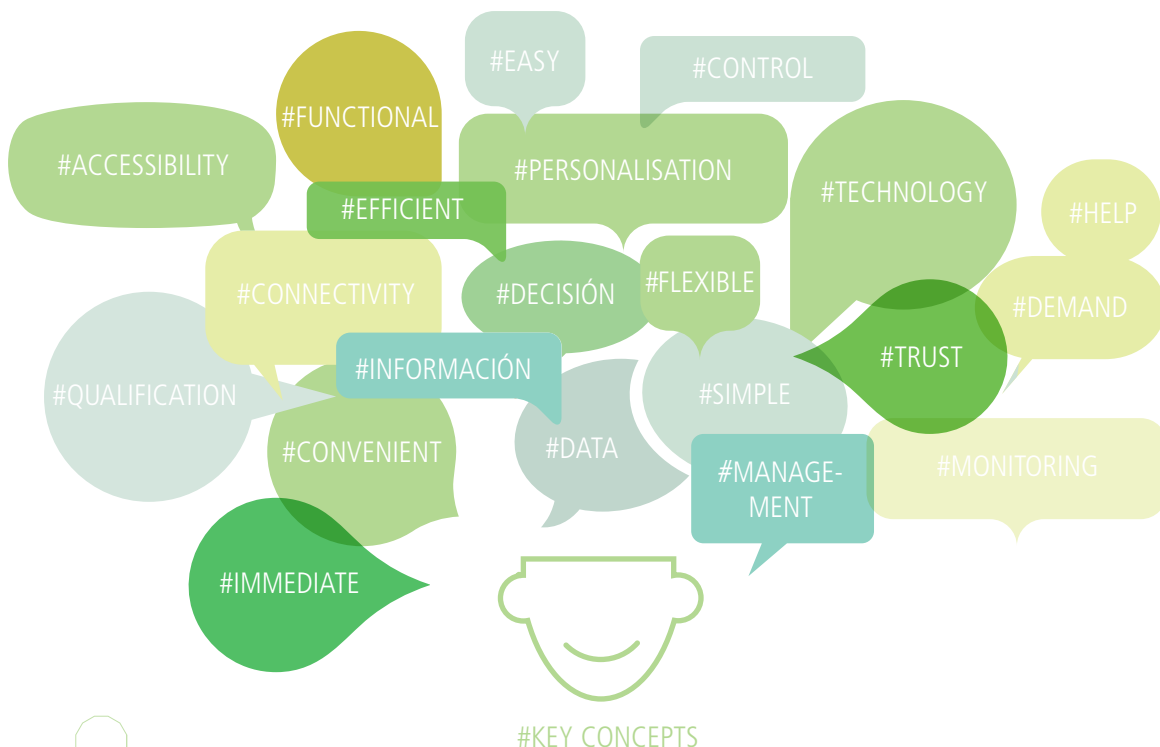 #EASY
#CONTROL
#FUNCTIONAL
#ACCESSIBILITY
#PERSONALISATION
#TECHNOLOGY
#EFFICIENT
#HELP
#CONNECTIVITY
#DECISIÓN
#FLEXIBLE
#DEMAND
#INFORMACIÓN
#TRUST
#QUALIFICATION
#SIMPLE
#CONVENIENT
#DATA
#MANAGE-
MENT
#MONITORING
#IMMEDIATE
#KEY CONCEPTS